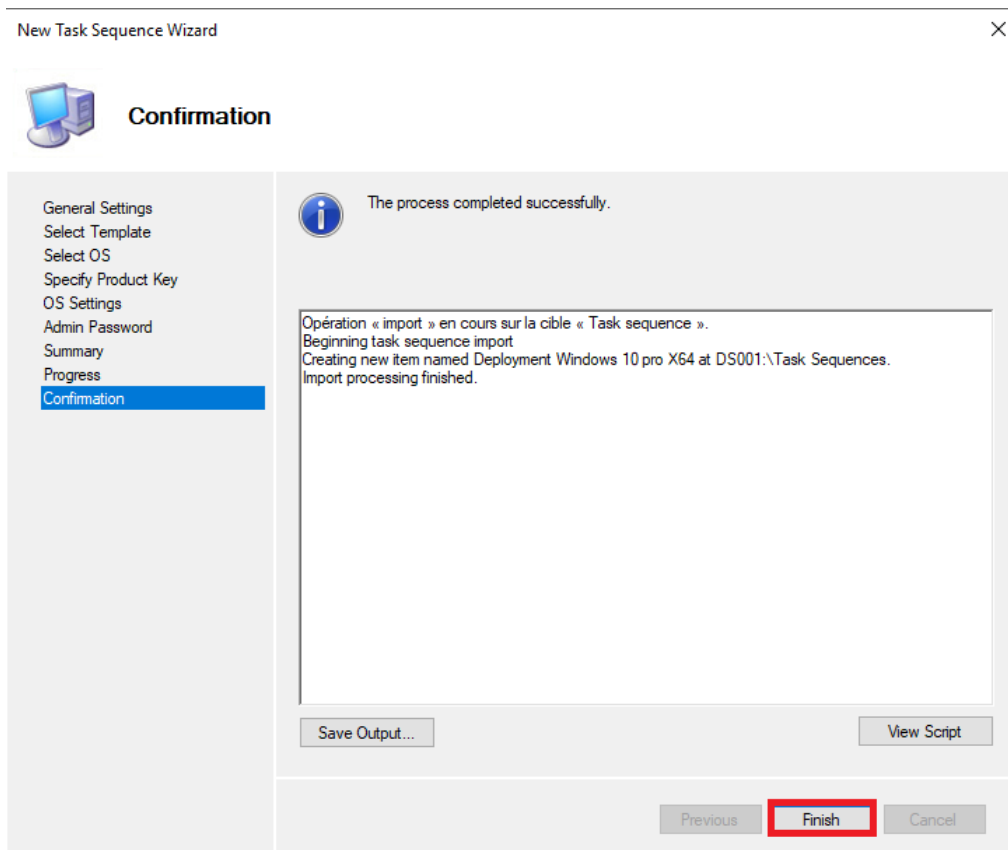 New Task Sequence Wizard
Confirmation
General Settings
Select Template
Select OS
Specify Product Key
OS Settings
Admin Password
Summary
Progress
Confirmation
The process completed successfully.
Opération « import » en cours sur la cible « Task sequence ».
Beginning task sequence import
Creating new item named Deployment Windows 10 pro X64 at DS001:\Task Sequences.
Import processing finished.
Save Output...
View Script
Previous
Finish
Cancel